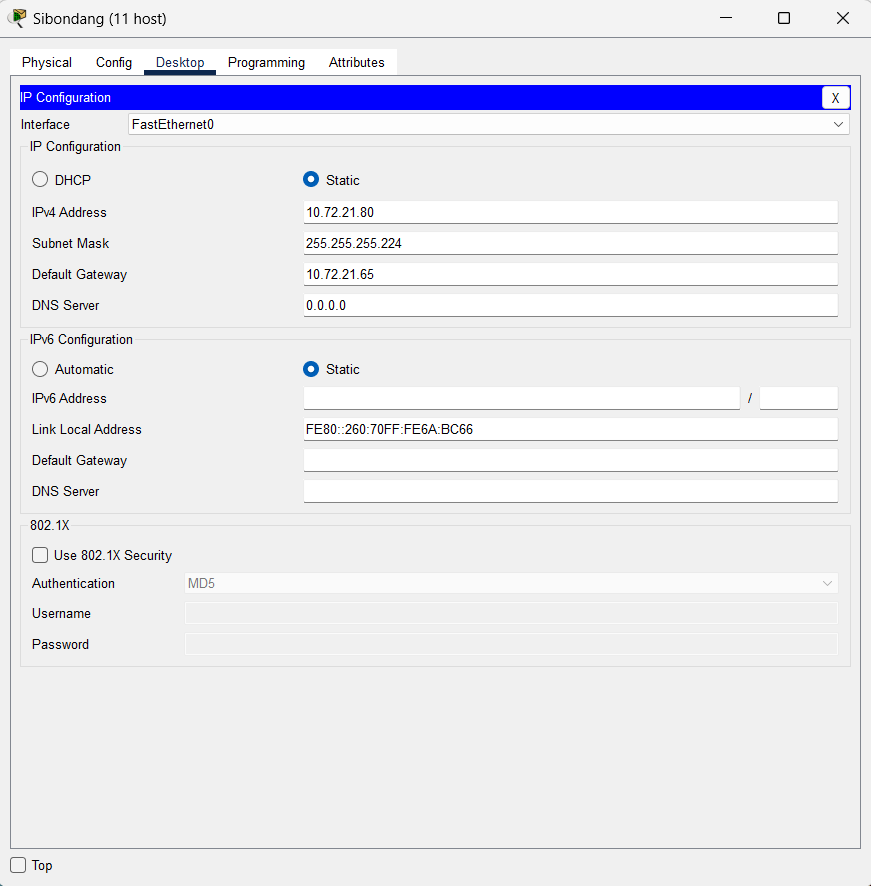 Sibondang (11 host)
Physical Config Desktop Programming Attributes
IP Configuration X
Interface FastEthernet0
IP Configuration
DHCP Static
IPv4 Address 10.72.21.80
Subnet Mask 255.255.255.224
Default Gateway 10.72.21.65
DNS Server 0.0.0.0
IPv6 Configuration
Automatic Static
IPv6 Address /
Link Local Address FE80::260:70FF:FE6A:BC66
Default Gateway
DNS Server
802.1X
Use 802.1X Security
Authentication MD5
Username
Password
Top